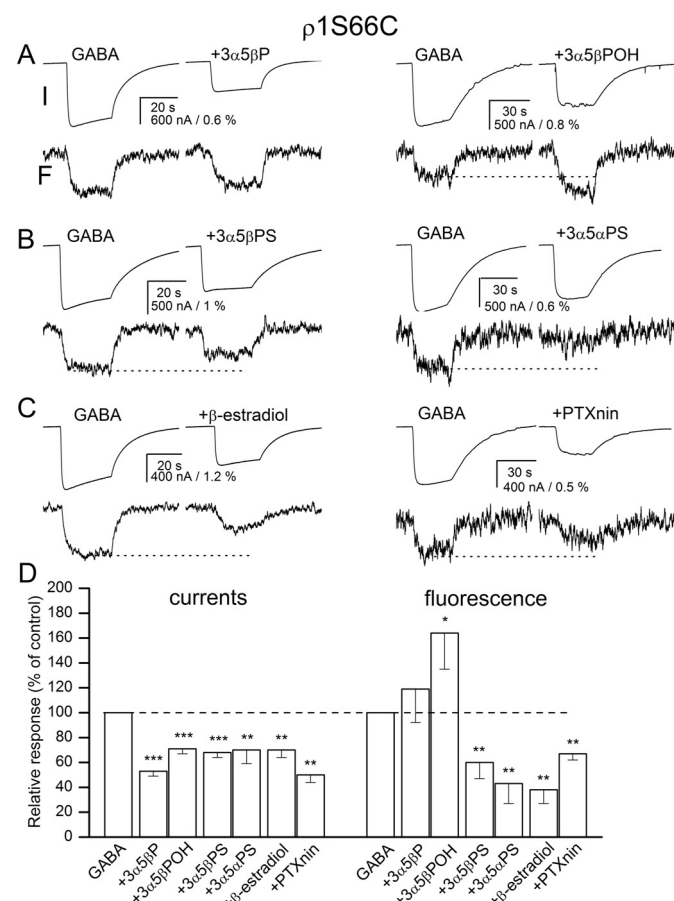 ρ1S66C
A
GABA
+3α5βP
I
20 s
600 nA / 0.6 %
F
GABA
+3α5βPOH
30 s
500 nA / 0.8 %
B
GABA
+3α5βPS
20 s
500 nA / 1 %
GABA
+3α5αPS
30 s
500 nA / 0.6 %
C
GABA
+β-estradiol
20 s
400 nA / 1.2 %
GABA
+PTXnin
30 s
400 nA / 0.5 %
D
currents
fluorescence
Relative response (% of control)
200
180
160
140
120
100
80
60
40
20
0
***
***
***
**
**
**
*
**
**
**
**
GABA
+3α5βP
+3α5βPOH
+3α5βPS
+3α5αPS
+β-estradiol
+PTXnin
GABA
+3α5βP
+3α5βPOH
+3α5βPS
+3α5αPS
+β-estradiol
+PTXnin